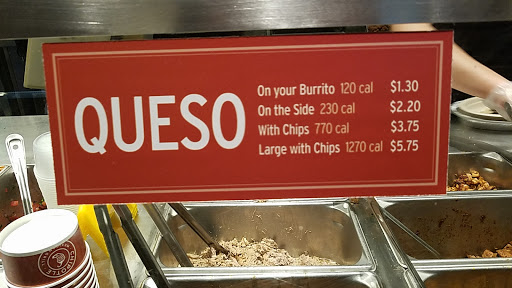 QUESO
On your Burrito 120 cal $1.30
On the Side 230 cal $2.20
With Chips 770 cal $3.75
Large with Chips 1270 cal $5.75
CHIPOTLE